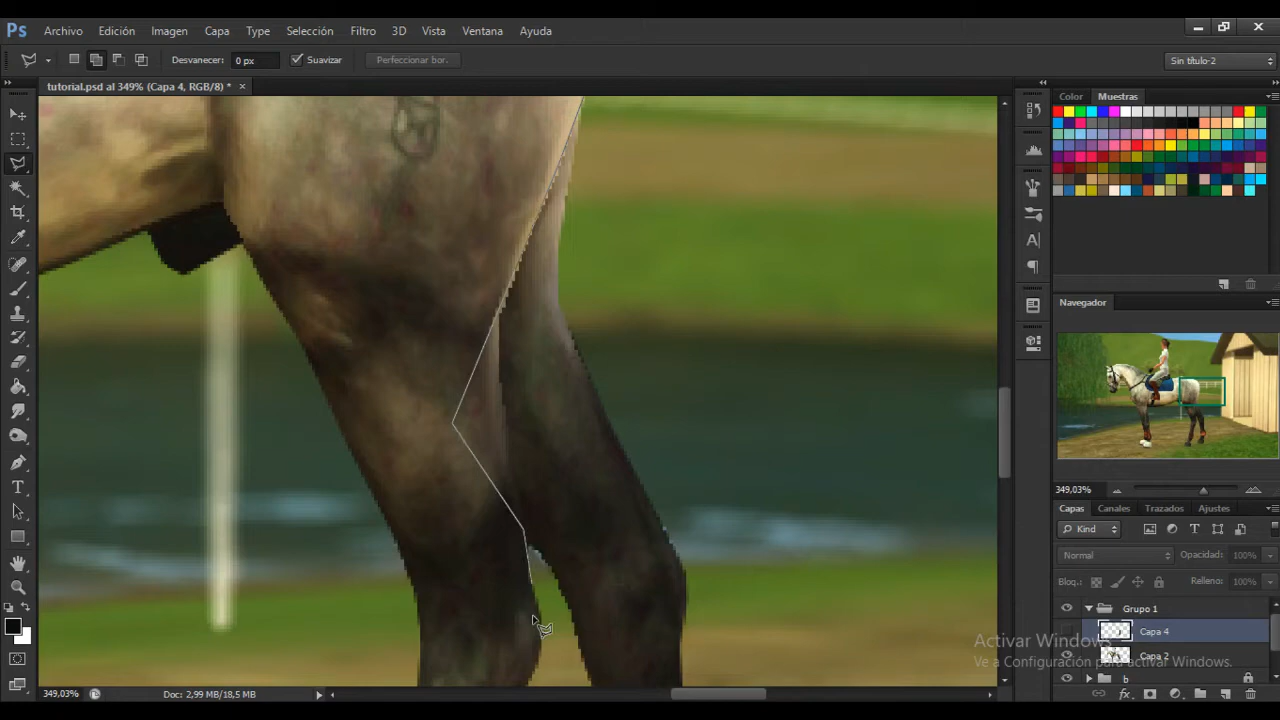 Ps Archivo Edición Imagen Capa Type Selección Filtro 3D Vista Ventana Ayuda
Desvanecer: 0 px Suavizar Perfeccionar bor... Sin título-2
tutorial.psd al 349% (Capa 4, RGB/8) * ×
Color Muestras
Navegador
349,03%
Capas Canales Trazados Ajustes
Kind
Normal Opacidad: 100%
Bloq.: Relleno: 100%
Grupo 1
Capa 4
Capa 2
b
Activar Windows
Ve a Configuración para activar Windows.
349,03% Doc: 2,99 MB/18,5 MB